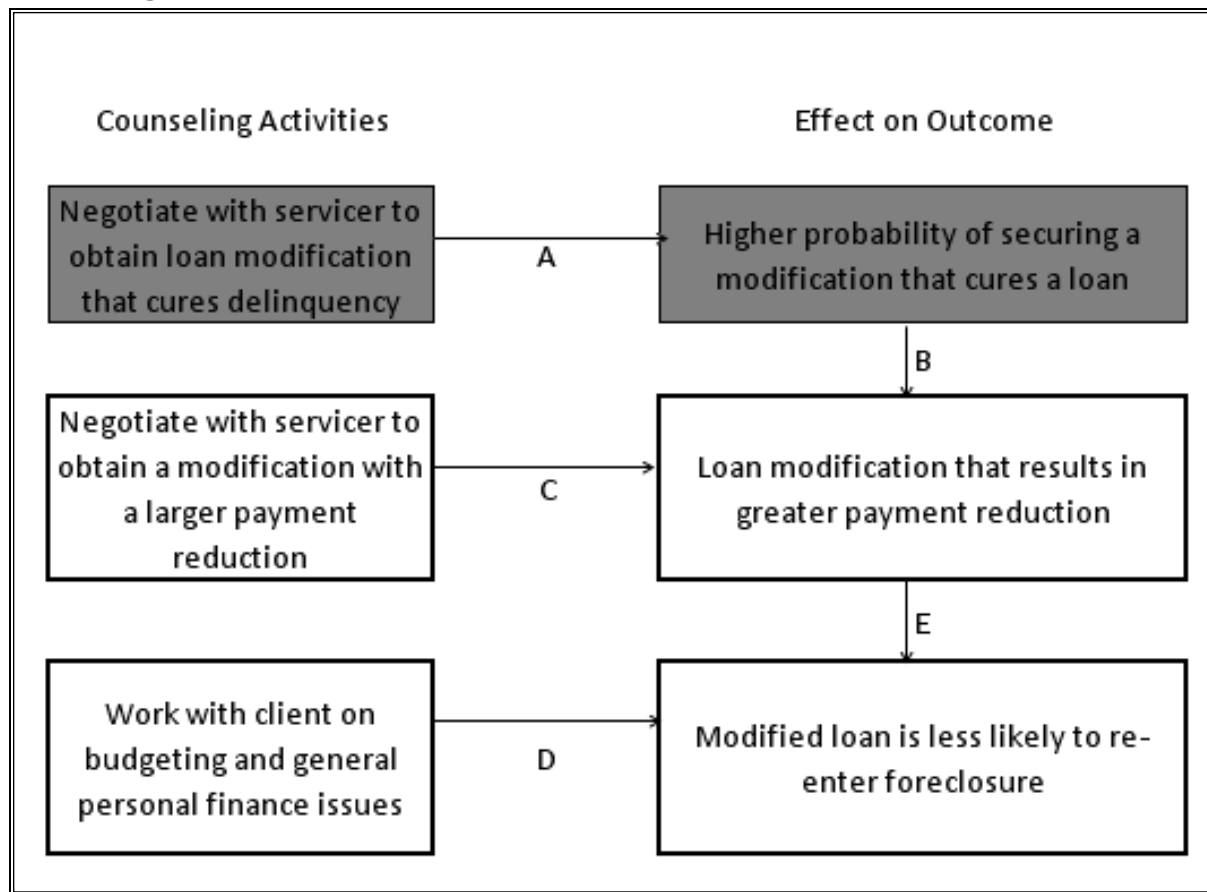 Counseling Activities
Effect on Outcome
Negotiate with servicer to
obtain loan modification
that cures delinquency
A
Higher probability of securing a
modification that cures a loan
B
Negotiate with servicer to
obtain a modification with
a larger payment
reduction
C
Loan modification that results in
greater payment reduction
E
Work with client on
budgeting and general
personal finance issues
D
Modified loan is less likely to re-
enter foreclosure